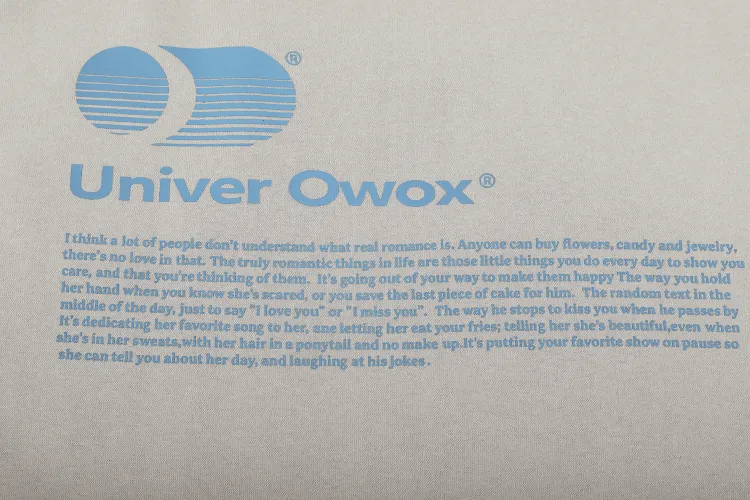 ®
Univer Owox®
I think a lot of people don't understand what real romance is. Anyone can buy flowers, candy and jewelry,
there's no love in that. The truly romantic things in life are those little things you do every day to show you
care, and that you're thinking of them. It's going out of your way to make them happy The way you hold
her hand when you know she's scared, or you save the last piece of cake for him. The random text in the
middle of the day, just to say "I love you" or "I miss you". The way he stops to kiss you when he passes by
It's dedicating her favorite song to her, ane letting her eat your fries; telling her she's beautiful,even when
she's in her sweats,with her hair in a ponytail and no make up.It's putting your favorite show on pause so
she can tell you about her day, and laughing at his jokes.